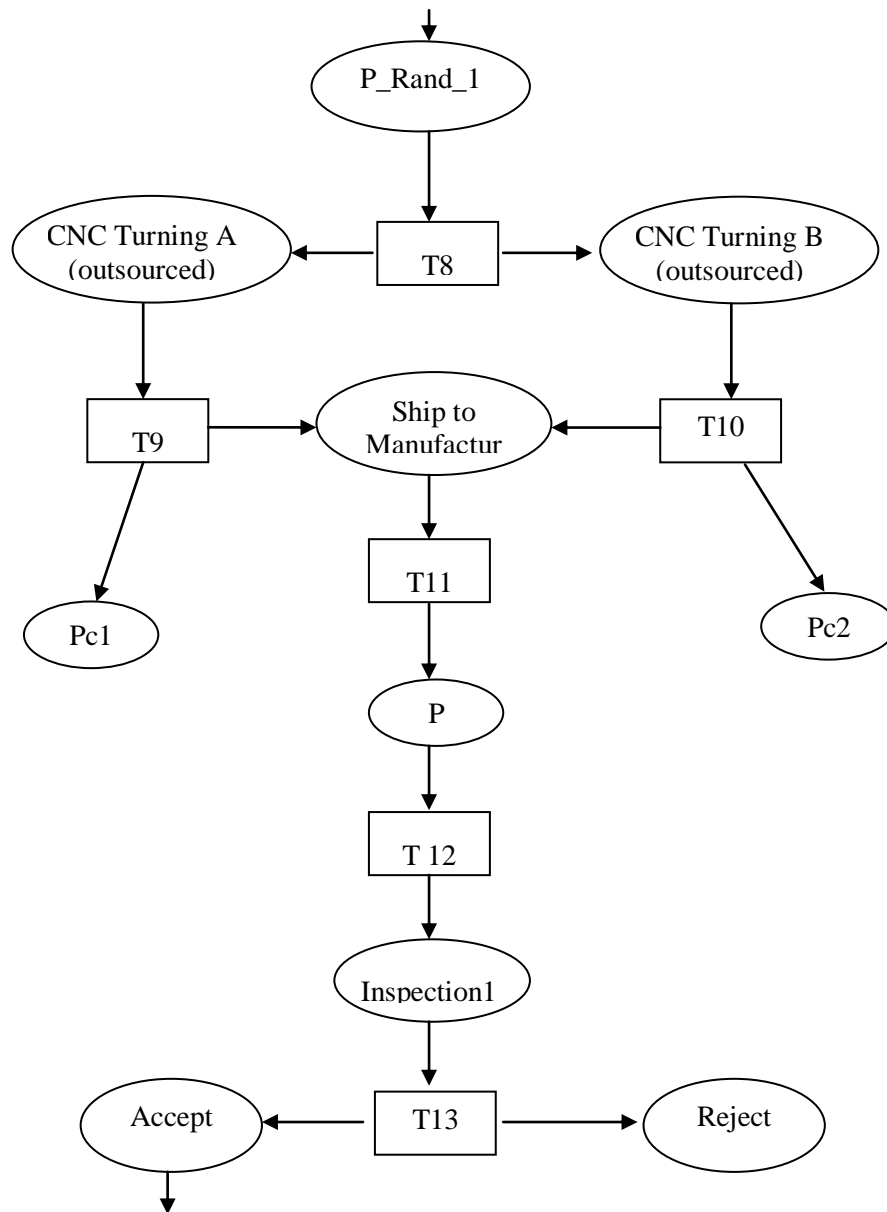 P_Rand_1
CNC Turning A
(outsourced)
T8
CNC Turning B
(outsourced)
T9
Ship to
Manufactur
T10
T11
Pc1
Pc2
P
T 12
Inspection1
Accept
T13
Reject